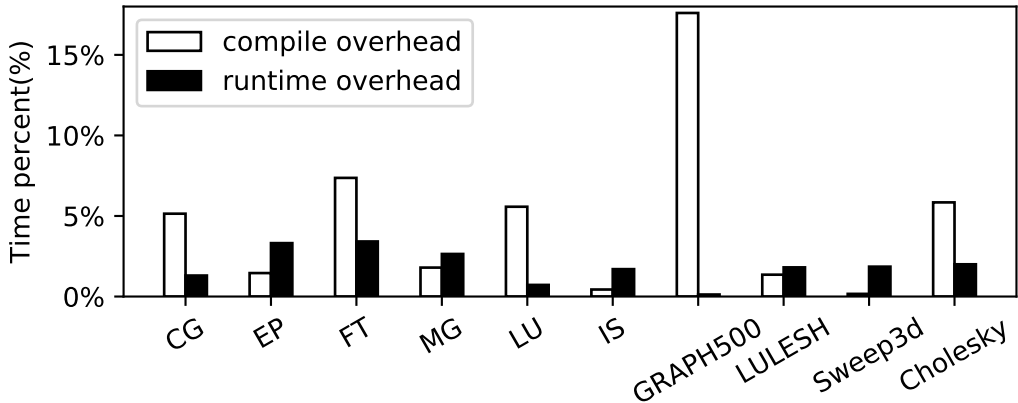 Time percent(%)
15%
10%
5%
0%
compile overhead
runtime overhead
CG
EP
FT
MG
LU
IS
GRAPH500
LULESH
Sweep3d
Cholesky